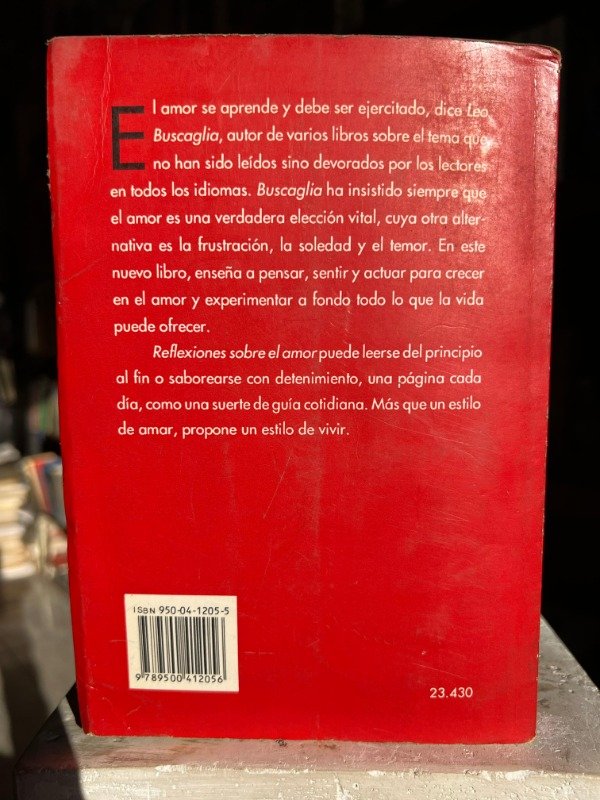 El amor se aprende y debe ser ejercitado, dice Leo
Buscaglia, autor de varios libros sobre el tema que
no han sido leídos sino devorados por los lectores
en todos los idiomas. Buscaglia ha insistido siempre que
el amor es una verdadera elección vital, cuya otra alter-
nativa es la frustración, la soledad y el temor. En este
nuevo libro, enseña a pensar, sentir y actuar para crecer
en el amor y experimentar a fondo todo lo que la vida
puede ofrecer.
Reflexiones sobre el amor puede leerse del principio
al fin o saborearse con detenimiento, una página cada
día, como una suerte de guía cotidiana. Más que un estilo
de amar, propone un estilo de vivir.
ISBN 950-04-1205-5
9 789500 412056
23.430